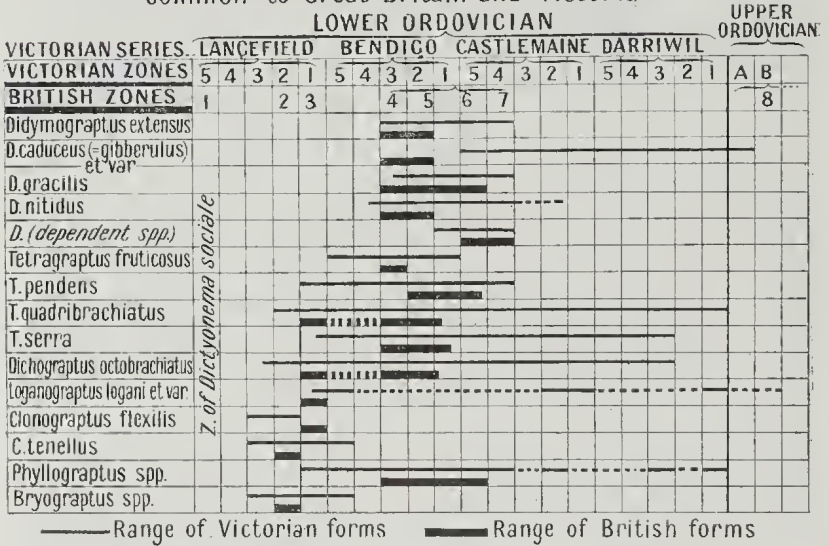 common to Great Britain and Victoria
LOWER ORDOVICIAN
UPPER ORDOVICIAN
VICTORIAN SERIES. LANCEFIELD BENDIGO CASTLEMAINE DARRIWIL
VICTORIAN ZONES 5 4 3 2 1 5 4 3 2 1 5 4 3 2 1 5 4 3 2 1 A B
BRITISH ZONES 1 2 3 4 5 6 7 8
Didymograptus extensus
D.caduceus (=gibberulus)
et var
D.gracilis
D.nitidus
D.(dependent spp.)
Tetragraptus fruticosus
T.pendens
T.quadribrachiatus
T.serra
Dichograptus octobrachiatus
Loganograptus logani et var.
Clonograptus flexilis
C.tenellus
Phyllograptus spp.
Bryograptus spp.
Z. of Dictyonema sociale
Range of Victorian forms Range of British forms